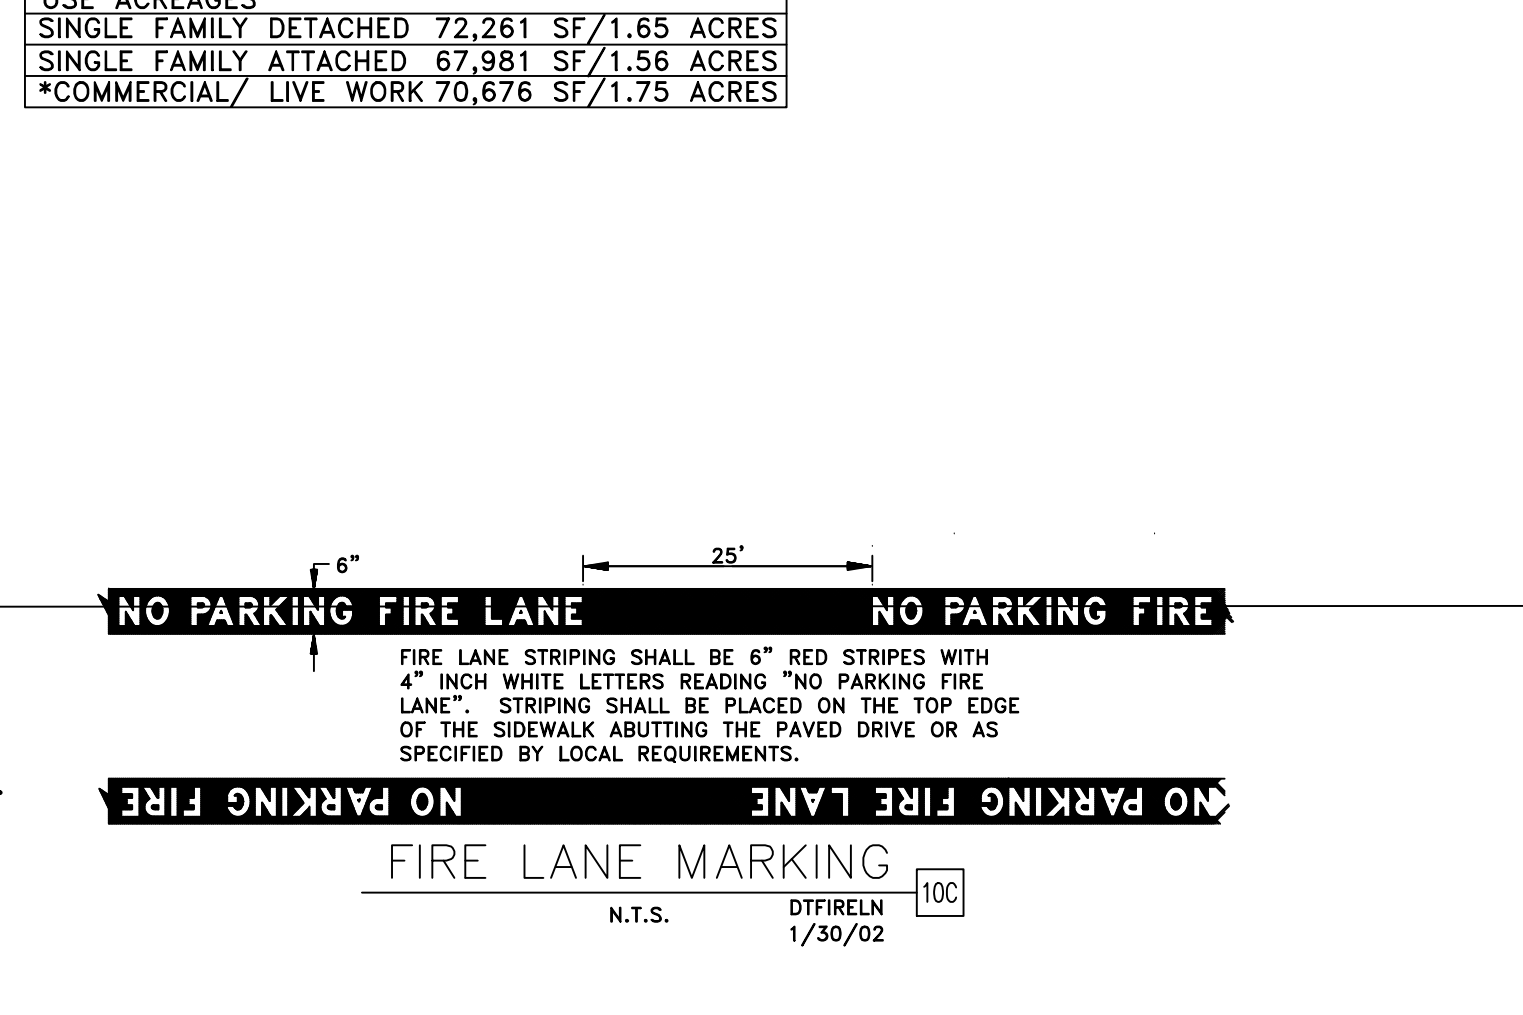 USE ACREAGES
SINGLE FAMILY DETACHED 72,261 SF/1.65 ACRES
SINGLE FAMILY ATTACHED 67,981 SF/1.56 ACRES
*COMMERCIAL/ LIVE WORK 70,676 SF/1.75 ACRES
6”
25'
NO PARKING FIRE LANE NO PARKING FIRE
FIRE LANE STRIPING SHALL BE 6” RED STRIPES WITH
4” INCH WHITE LETTERS READING ”NO PARKING FIRE
LANE”. STRIPING SHALL BE PLACED ON THE TOP EDGE
OF THE SIDEWALK ABUTTING THE PAVED DRIVE OR AS
SPECIFIED BY LOCAL REQUIREMENTS.
NO PARKING FIRE LANE NO PARKING FIRE
FIRE LANE MARKING
10C
N.T.S.
DTFIRELN
1/30/02